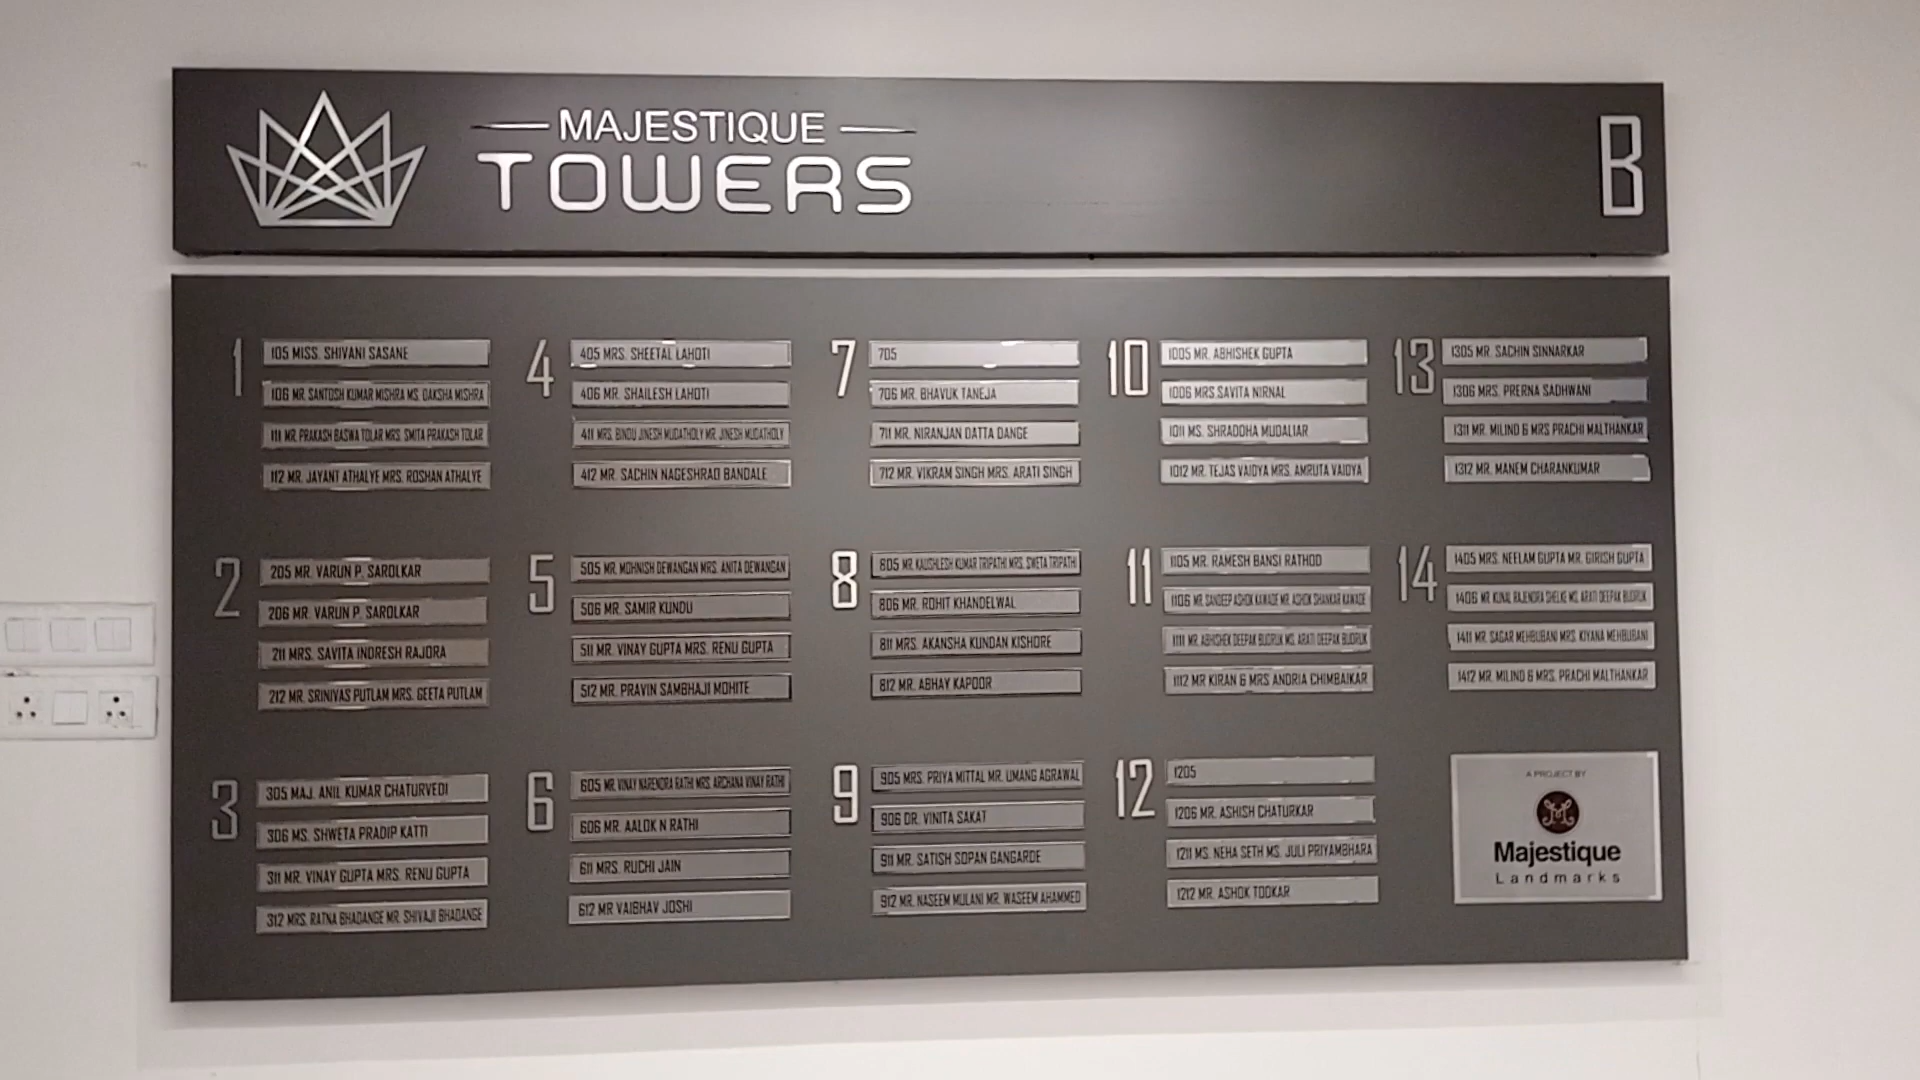 MAJESTIQUE
TOWERS
B
1
105 MISS. SHIVANI SASANE
106 MR. SANTOSH KUMAR MISHRA MS. DAKSHA MISHRA
111 MR. PRAKASH BASWA TOLAR MRS. SMITA PRAKASH TOLAR
112 MR. JAYANT ATHALYE MRS. ROSHAN ATHALYE
2
205 MR. VARUN P. SAROLKAR
206 MR. VARUN P. SAROLKAR
211 MRS. SAVITA INDRESH RAJORA
212 MR. SRINIVAS PUTLAM MRS. GEETA PUTLAM
3
305 MAJ. ANIL KUMAR CHATURVEDI
306 MS. SHWETA PRADIP KATTI
311 MR. VINAY GUPTA MRS. RENU GUPTA
312 MRS. RATNA BHADANGE MR. SHIVAJI BHADANGE
4
405 MRS. SHEETAL LAHOTI
406 MR. SHAILESH LAHOTI
411 MRS. BINDU JINESH MUDATHOLY MR. JINESH MUDATHOLY
412 MR. SACHIN NAGESHRAO BANDALE
5
505 MR. MOHNISH DEWANGAN MRS. ANITA DEWANGAN
506 MR. SAMIR KUNDU
511 MR. VINAY GUPTA MRS. RENU GUPTA
512 MR. PRAVIN SAMBHAJI MOHITE
6
605 MR. VINAY NARENDRA RATHI MRS. ARCHANA VINAY RATHI
606 MR. AALOK N RATHI
611 MRS. RUCHI JAIN
612 MR VAIBHAV JOSHI
7
705
706 MR. BHAVUK TANEJA
711 MR. NIRANJAN DATTA DANGE
712 MR. VIKRAM SINGH MRS. ARATI SINGH
8
805 MR. KAUSHLESH KUMAR TRIPATHI MRS. SWETA TRIPATHI
806 MR. ROHIT KHANDELWAL
811 MRS. AKANSHA KUNDAN KISHORE
812 MR. ABHAY KAPOOR
9
905 MRS. PRIYA MITTAL MR. UMANG AGRAWAL
906 DR. VINITA SAKAT
911 MR. SATISH SOPAN GANGARDE
912 MR. NASEEM MULANI MR. WASEEM AHAMMED
10
1005 MR. ABHISHEK GUPTA
1006 MRS.SAVITA NIRNAL
1011 MS. SHRADDHA MUDALIAR
1012 MR. TEJAS VAIDYA MRS. AMRUTA VAIDYA
11
1105 MR. RAMESH BANSI RATHOD
1106 MR. SANDEEP ASHOK KAWADE MR. ASHOK SHANKAR KAWADE
1111 MR. ABHISHEK DEEPAK BUDRUK MS. ARATI DEEPAK BUDRUK
1112 MR KIRAN & MRS ANDRIA CHIMBAIKAR
12
1205
1206 MR. ASHISH CHATURKAR
1211 MS. NEHA SETH MS. JULI PRIYAMBHARA
1212 MR. ASHOK TODKAR
13
1305 MR. SACHIN SINNARKAR
1306 MRS. PRERNA SADHWANI
1311 MR. MILIND & MRS PRACHI MALTHANKAR
1312 MR. MANEM CHARANKUMAR
14
1405 MRS. NEELAM GUPTA MR. GIRISH GUPTA
1406 MR KUNAL RAJENDRA SHELKE MS. ARATI DEEPAK BUDRUK
1411 MR. SAGAR MEHBUBANI MRS. KIYANA MEHBUBANI
1412 MR. MILIND & MRS. PRACHI MALTHANKAR
A PROJECT BY
Majestique
Landmarks